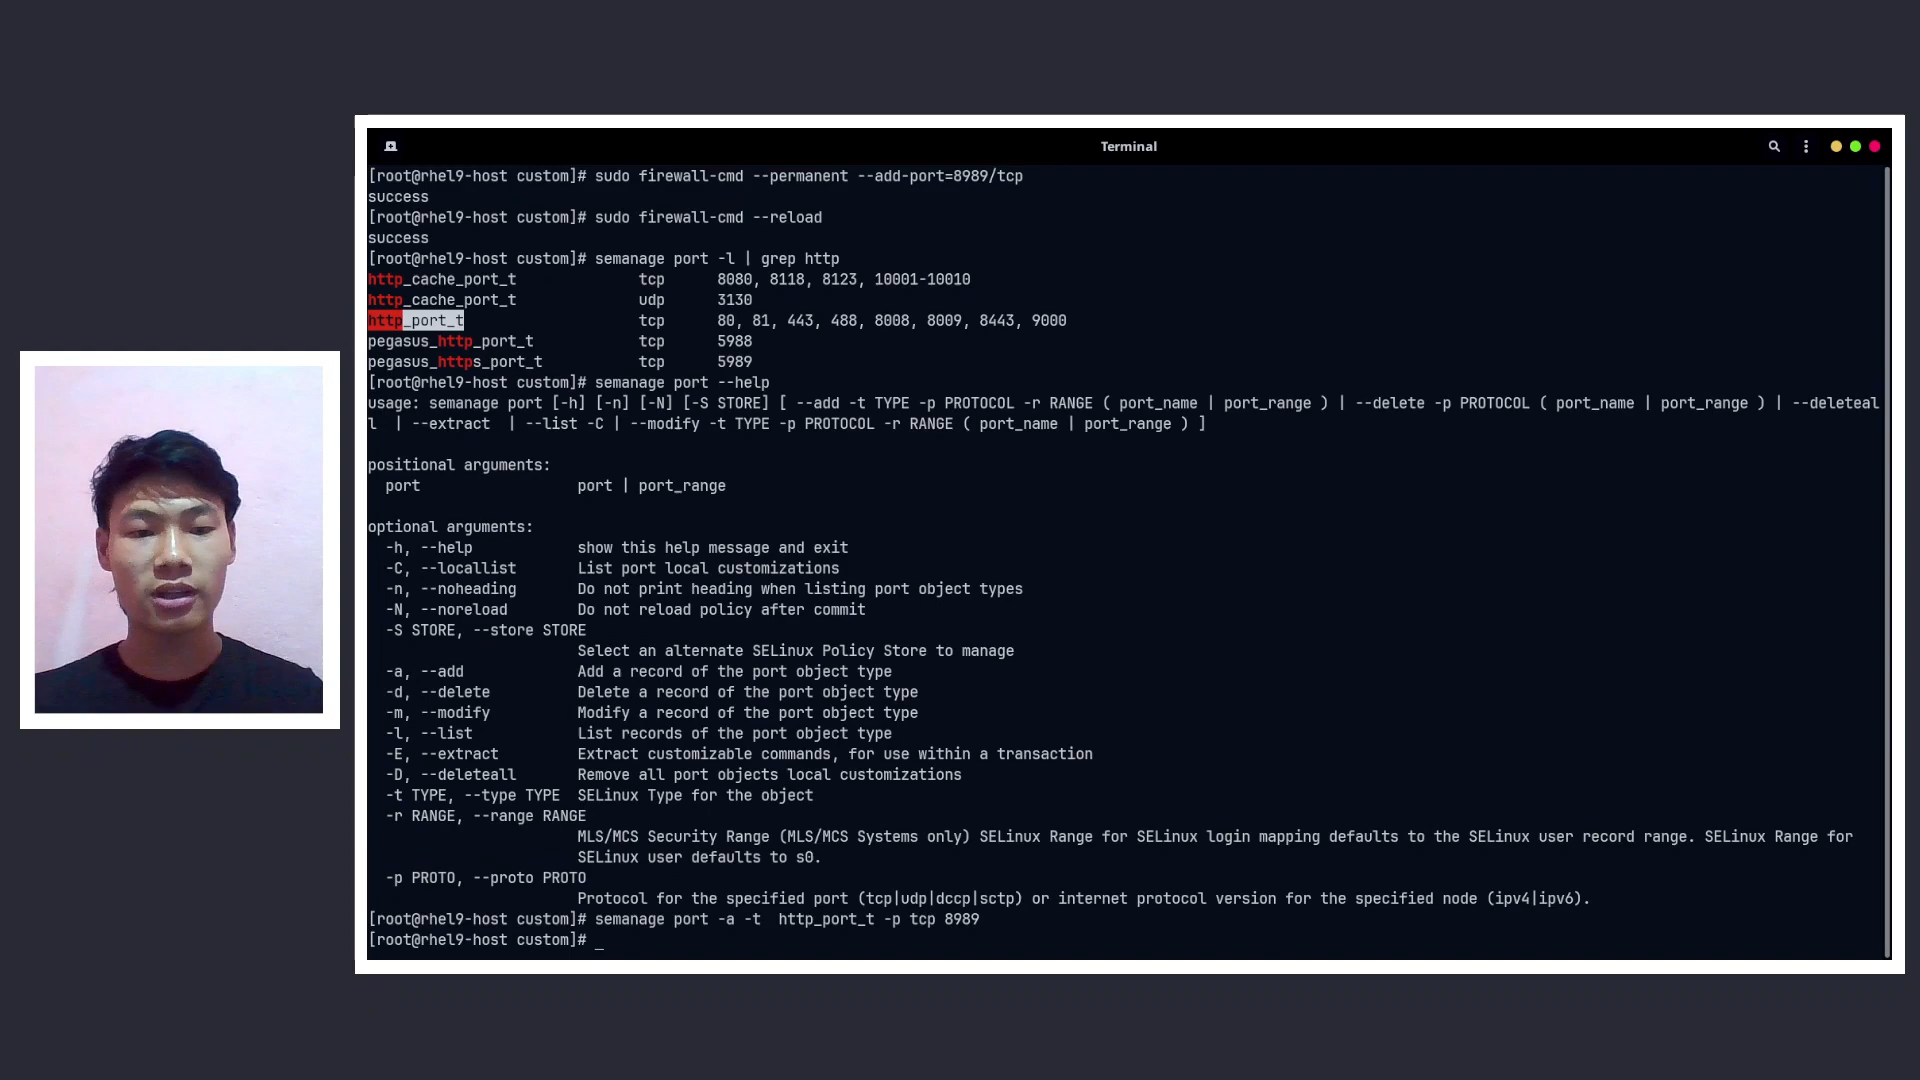 Terminal
[root@rhel9-host custom]# sudo firewall-cmd --permanent --add-port=8989/tcp
success
[root@rhel9-host custom]# sudo firewall-cmd --reload
success
[root@rhel9-host custom]# semanage port -l | grep http
http_cache_port_t              tcp      8080, 8118, 8123, 10001-10010
http_cache_port_t              udp      3130
http_port_t                    tcp      80, 81, 443, 488, 8008, 8009, 8443, 9000
pegasus_http_port_t            tcp      5988
pegasus_https_port_t           tcp      5989
[root@rhel9-host custom]# semanage port --help
usage: semanage port [-h] [-n] [-N] [-S STORE] [ --add -t TYPE -p PROTOCOL -r RANGE ( port_name | port_range ) | --delete -p PROTOCOL ( port_name | port_range ) | --deleteal
l  | --extract  | --list -C | --modify -t TYPE -p PROTOCOL -r RANGE ( port_name | port_range ) ]
positional arguments:
  port                  port | port_range
optional arguments:
  -h, --help            show this help message and exit
  -C, --locallist       List port local customizations
  -n, --noheading       Do not print heading when listing port object types
  -N, --noreload        Do not reload policy after commit
  -S STORE, --store STORE
                        Select an alternate SELinux Policy Store to manage
  -a, --add             Add a record of the port object type
  -d, --delete          Delete a record of the port object type
  -m, --modify          Modify a record of the port object type
  -l, --list            List records of the port object type
  -E, --extract         Extract customizable commands, for use within a transaction
  -D, --deleteall       Remove all port objects local customizations
  -t TYPE, --type TYPE  SELinux Type for the object
  -r RANGE, --range RANGE
                        MLS/MCS Security Range (MLS/MCS Systems only) SELinux Range for SELinux login mapping defaults to the SELinux user record range. SELinux Range for
                        SELinux user defaults to s0.
  -p PROTO, --proto PROTO
                        Protocol for the specified port (tcp|udp|dccp|sctp) or internet protocol version for the specified node (ipv4|ipv6).
[root@rhel9-host custom]# semanage port -a -t  http_port_t -p tcp 8989
[root@rhel9-host custom]# _